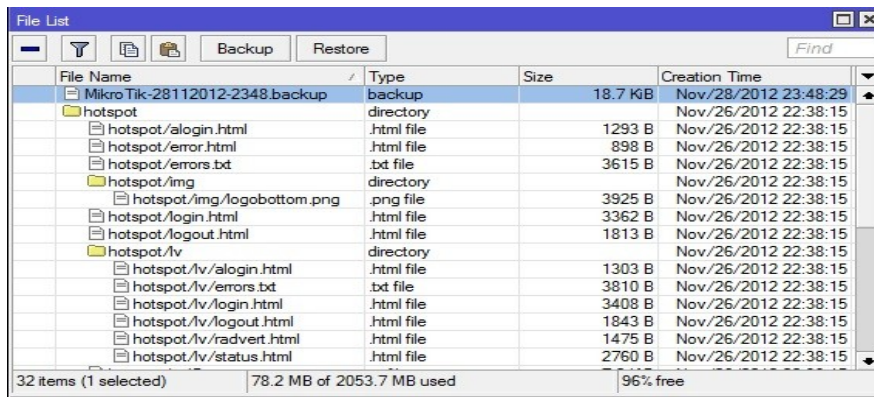 File List
Backup Restore Find
File Name / Type Size Creation Time
MikroTik-28112012-2348.backup backup 18.7 KiB Nov/28/2012 23:48:29
hotspot directory Nov/26/2012 22:38:15
hotspot/alogin.html .html file 1293 B Nov/26/2012 22:38:15
hotspot/error.html .html file 898 B Nov/26/2012 22:38:15
hotspot/errors.txt .txt file 3615 B Nov/26/2012 22:38:15
hotspot/img directory Nov/26/2012 22:38:15
hotspot/img/logobottom.png .png file 3925 B Nov/26/2012 22:38:15
hotspot/login.html .html file 3362 B Nov/26/2012 22:38:15
hotspot/logout.html .html file 1813 B Nov/26/2012 22:38:15
hotspot/lv directory Nov/26/2012 22:38:15
hotspot/lv/alogin.html .html file 1303 B Nov/26/2012 22:38:15
hotspot/lv/errors.txt .txt file 3810 B Nov/26/2012 22:38:15
hotspot/lv/login.html .html file 3408 B Nov/26/2012 22:38:15
hotspot/lv/logout.html .html file 1843 B Nov/26/2012 22:38:15
hotspot/lv/radvert.html .html file 1475 B Nov/26/2012 22:38:15
hotspot/lv/status.html .html file 2760 B Nov/26/2012 22:38:15
32 items (1 selected) 78.2 MB of 2053.7 MB used 96% free